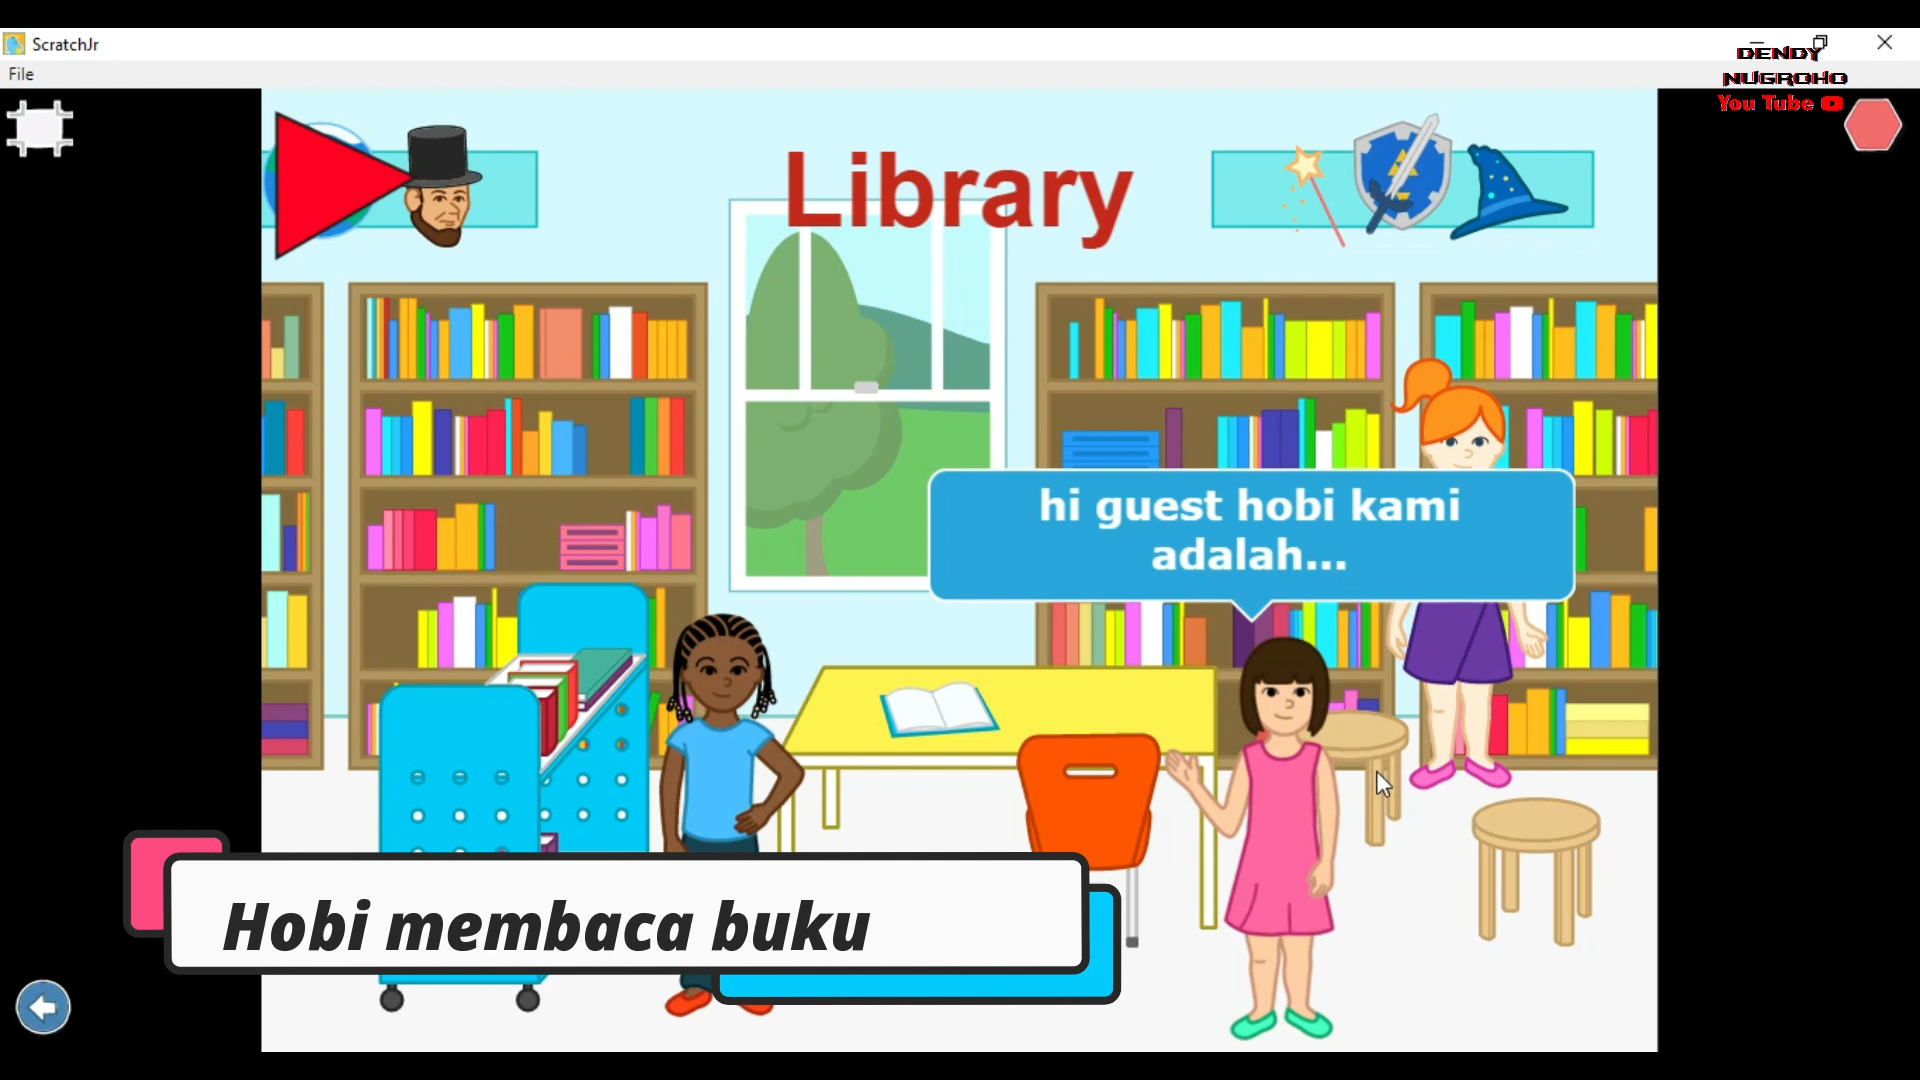 ScratchJr
File
DENDY
NUGROHO
You Tube
Library
hi guest hobi kami
adalah...
Hobi membaca buku